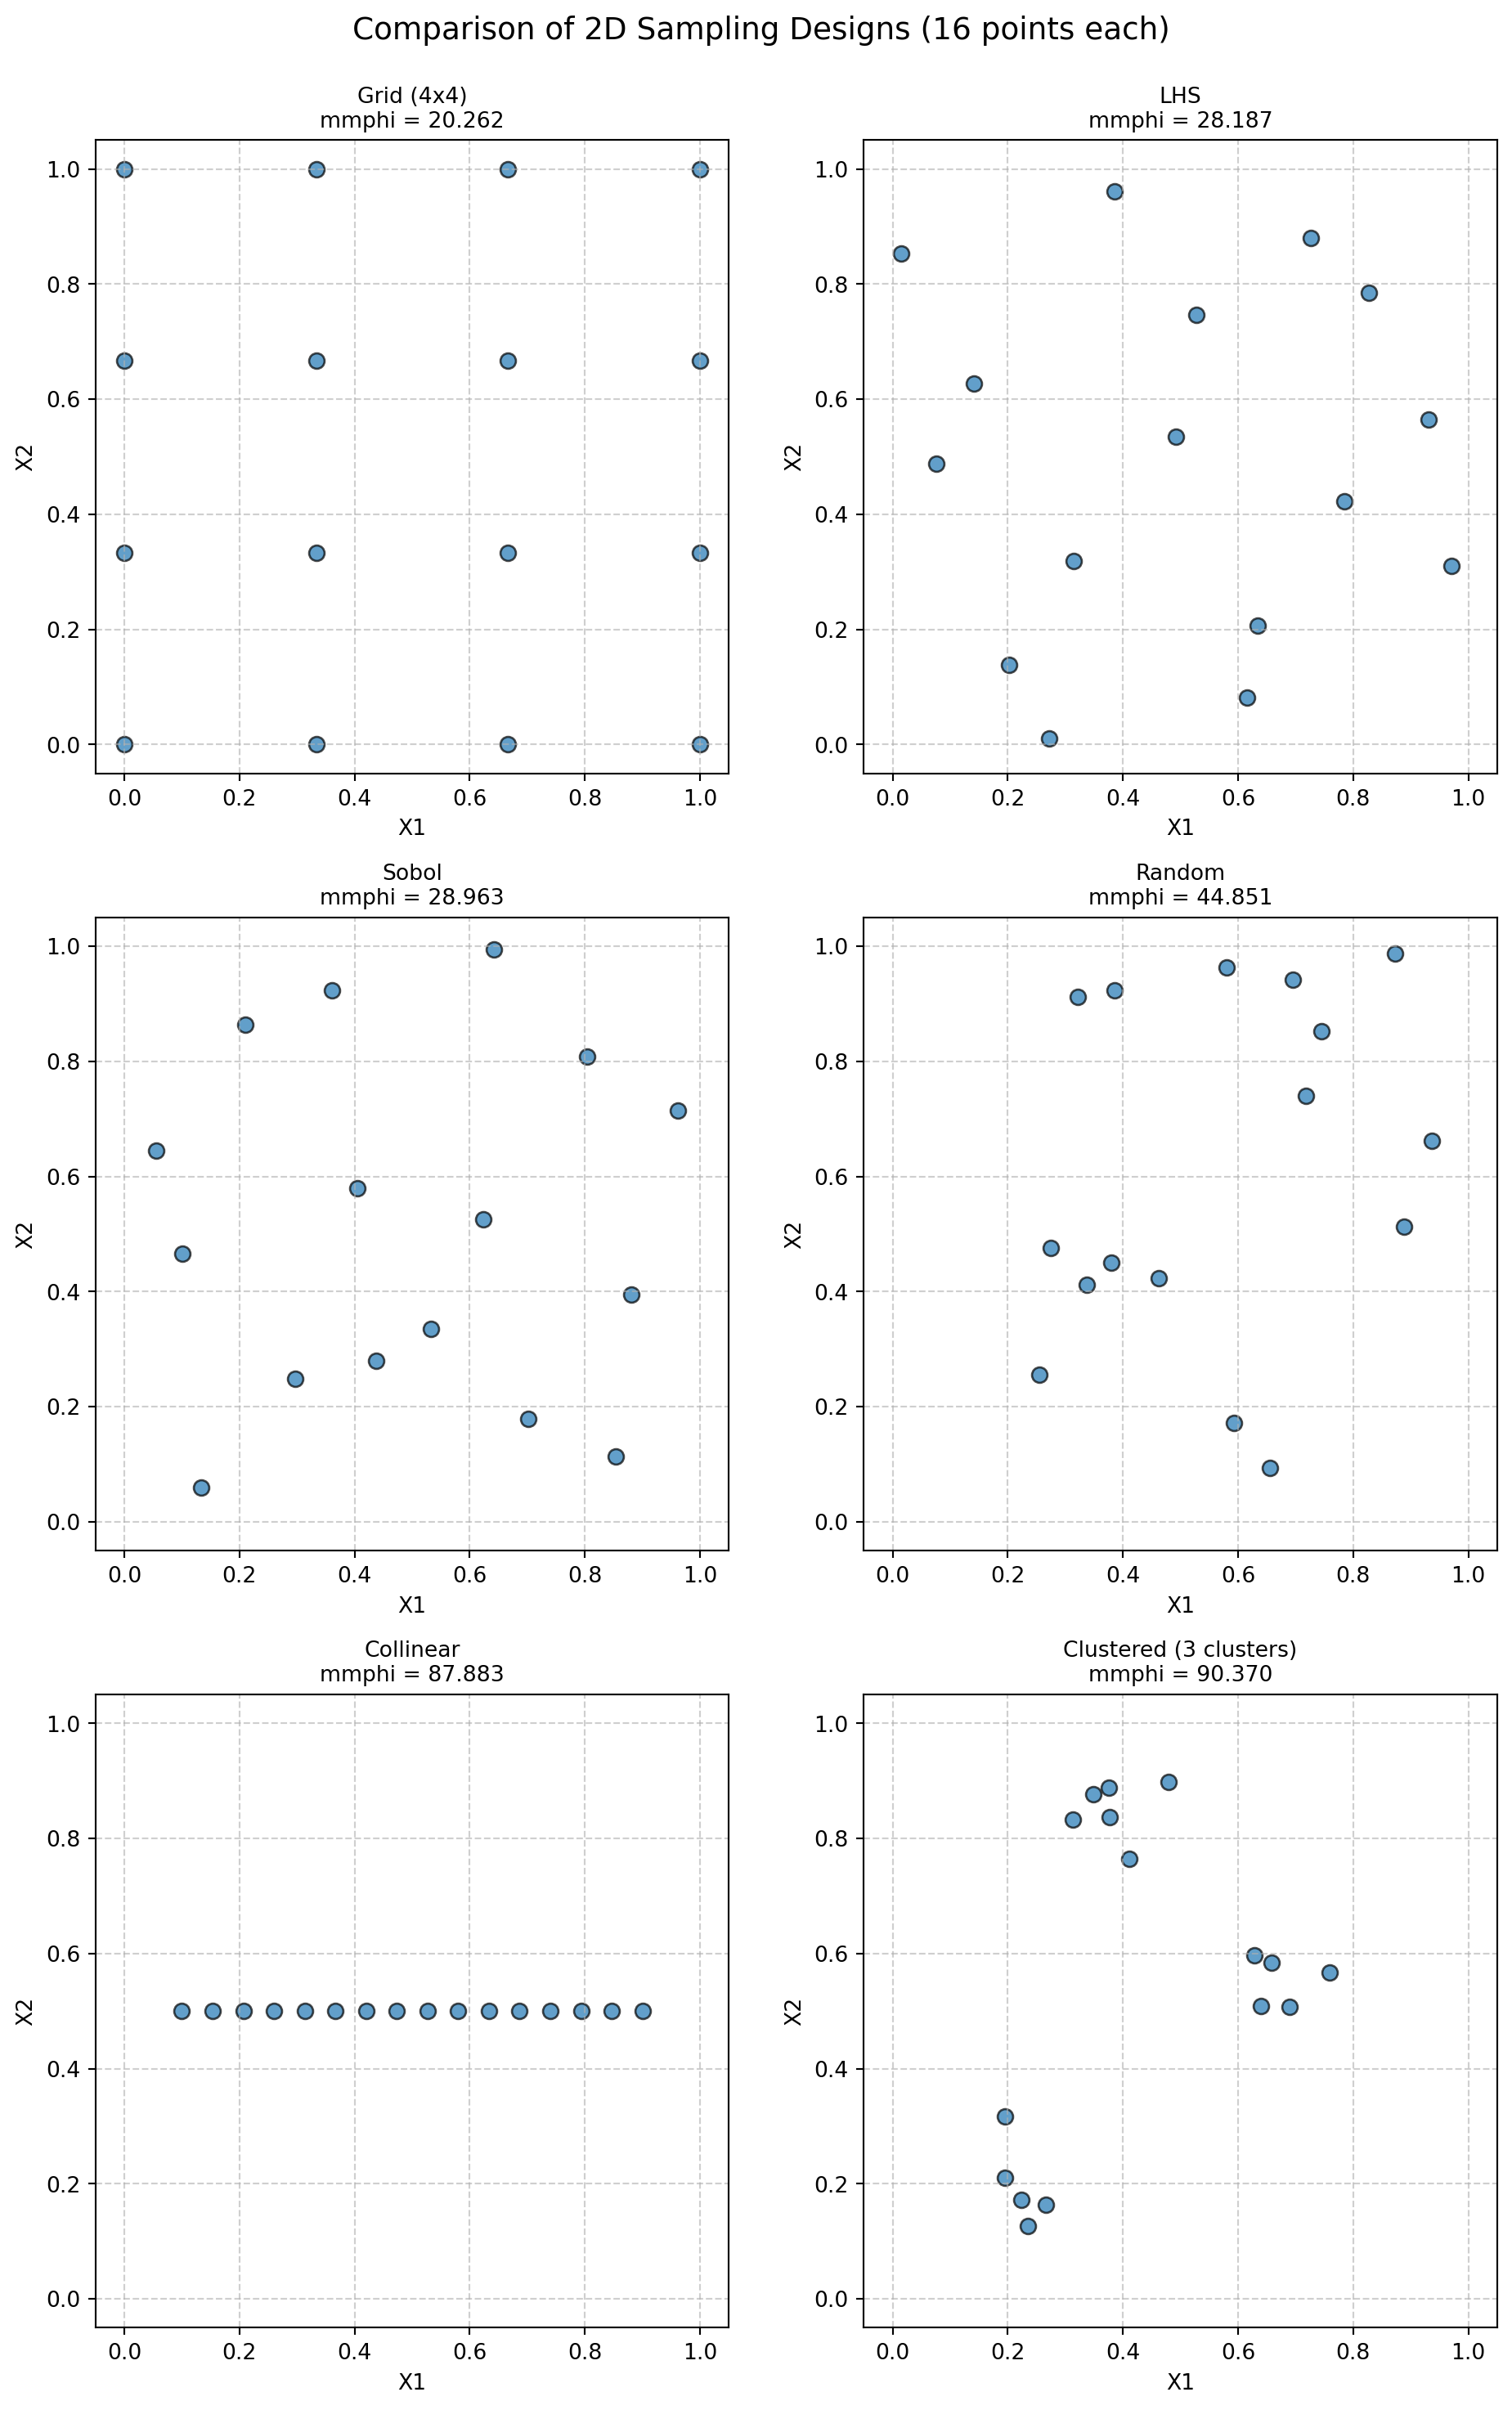 Comparison of 2D Sampling Designs (16 points each)
Grid (4x4)
mmphi = 20.262
1.0
0.8
0.6
0.4
0.2
0.0
X2
0.0 0.2 0.4 0.6 0.8 1.0
X1
LHS
mmphi = 28.187
1.0
0.8
0.6
0.4
0.2
0.0
X2
0.0 0.2 0.4 0.6 0.8 1.0
X1
Sobol
mmphi = 28.963
1.0
0.8
0.6
0.4
0.2
0.0
X2
0.0 0.2 0.4 0.6 0.8 1.0
X1
Random
mmphi = 44.851
1.0
0.8
0.6
0.4
0.2
0.0
X2
0.0 0.2 0.4 0.6 0.8 1.0
X1
Collinear
mmphi = 87.883
1.0
0.8
0.6
0.4
0.2
0.0
X2
0.0 0.2 0.4 0.6 0.8 1.0
X1
Clustered (3 clusters)
mmphi = 90.370
1.0
0.8
0.6
0.4
0.2
0.0
X2
0.0 0.2 0.4 0.6 0.8 1.0
X1